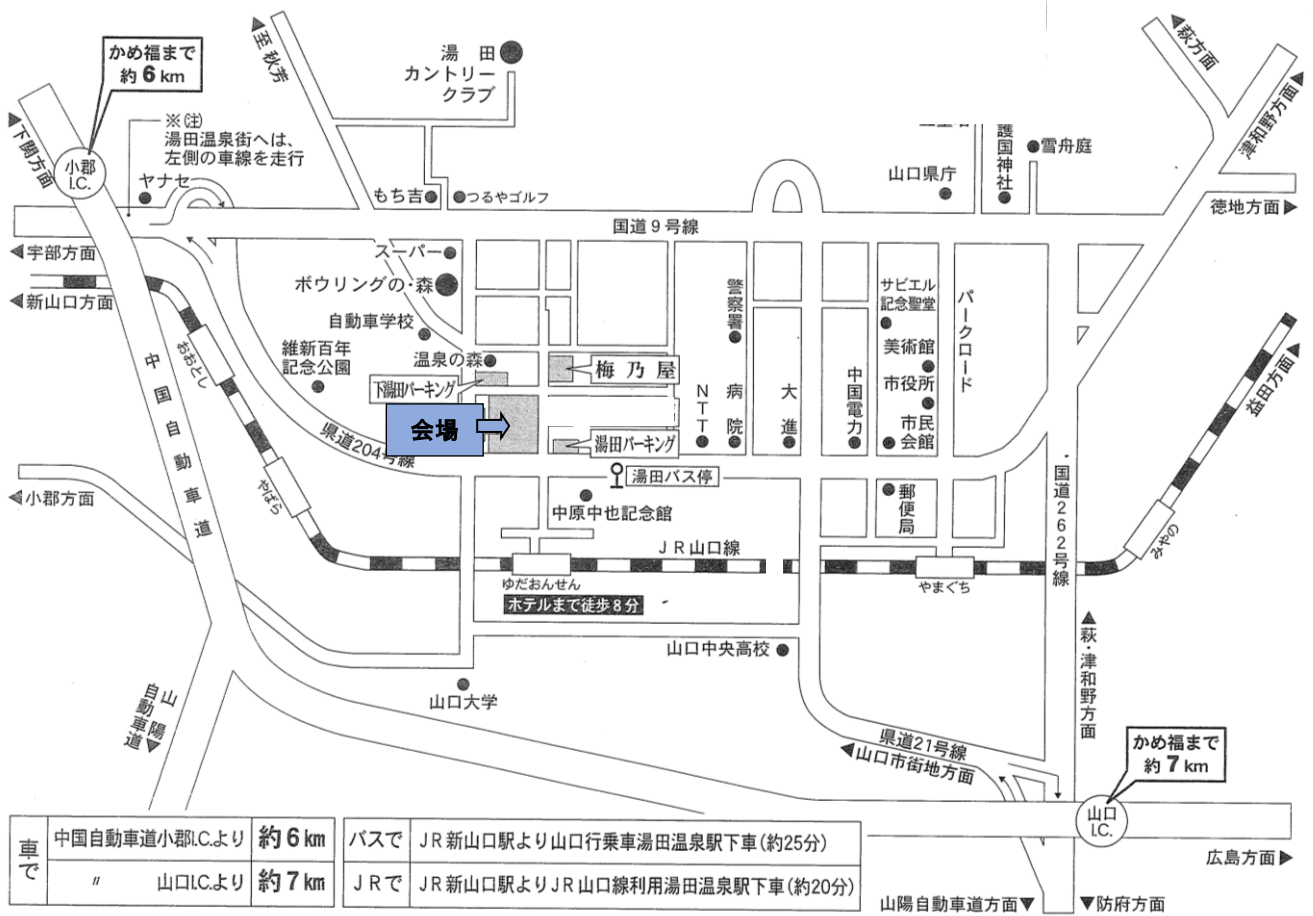 かめ福まで
約6km
至 秋芳
湯田
カントリー
クラブ
萩方面
津和野方面
下関方面
小郡
I.C.
※(注)
湯田温泉街へは、
左側の車線を走行
ヤナセ
もち吉
つるやゴルフ
山口県庁
護国神社
雪舟庭
国道9号線
徳地方面
宇部方面
新山口方面
スーパー
ボウリングの森
自動車学校
温泉の森
維新百年
記念公園
下湯田パーキング
梅乃屋
会場
湯田パーキング
警察署
NTT
病院
大進
中国電力
サビエル
記念聖堂
美術館
市役所
市民
会館
パークロード
益田方面
おおとし
中国自動車道
県道204号線
湯田バス停
中原中也記念館
郵便局
国道262号線
小郡方面
やばら
JR山口線
ゆだおんせん
ホテルまで徒歩8分
やまぐち
みやの
山口中央高校
山口大学
萩・津和野方面
山陽
自動車道
県道21号線
山口市街地方面
かめ福まで
約7km
山口
I.C.
広島方面
山陽自動車道方面
防府方面
車で
中国自動車道小郡I.C.より 約6km
〃 山口I.C.より 約7km
バスで JR新山口駅より山口行乗車湯田温泉駅下車(約25分)
JRで JR新山口駅よりJR山口線利用湯田温泉駅下車(約20分)